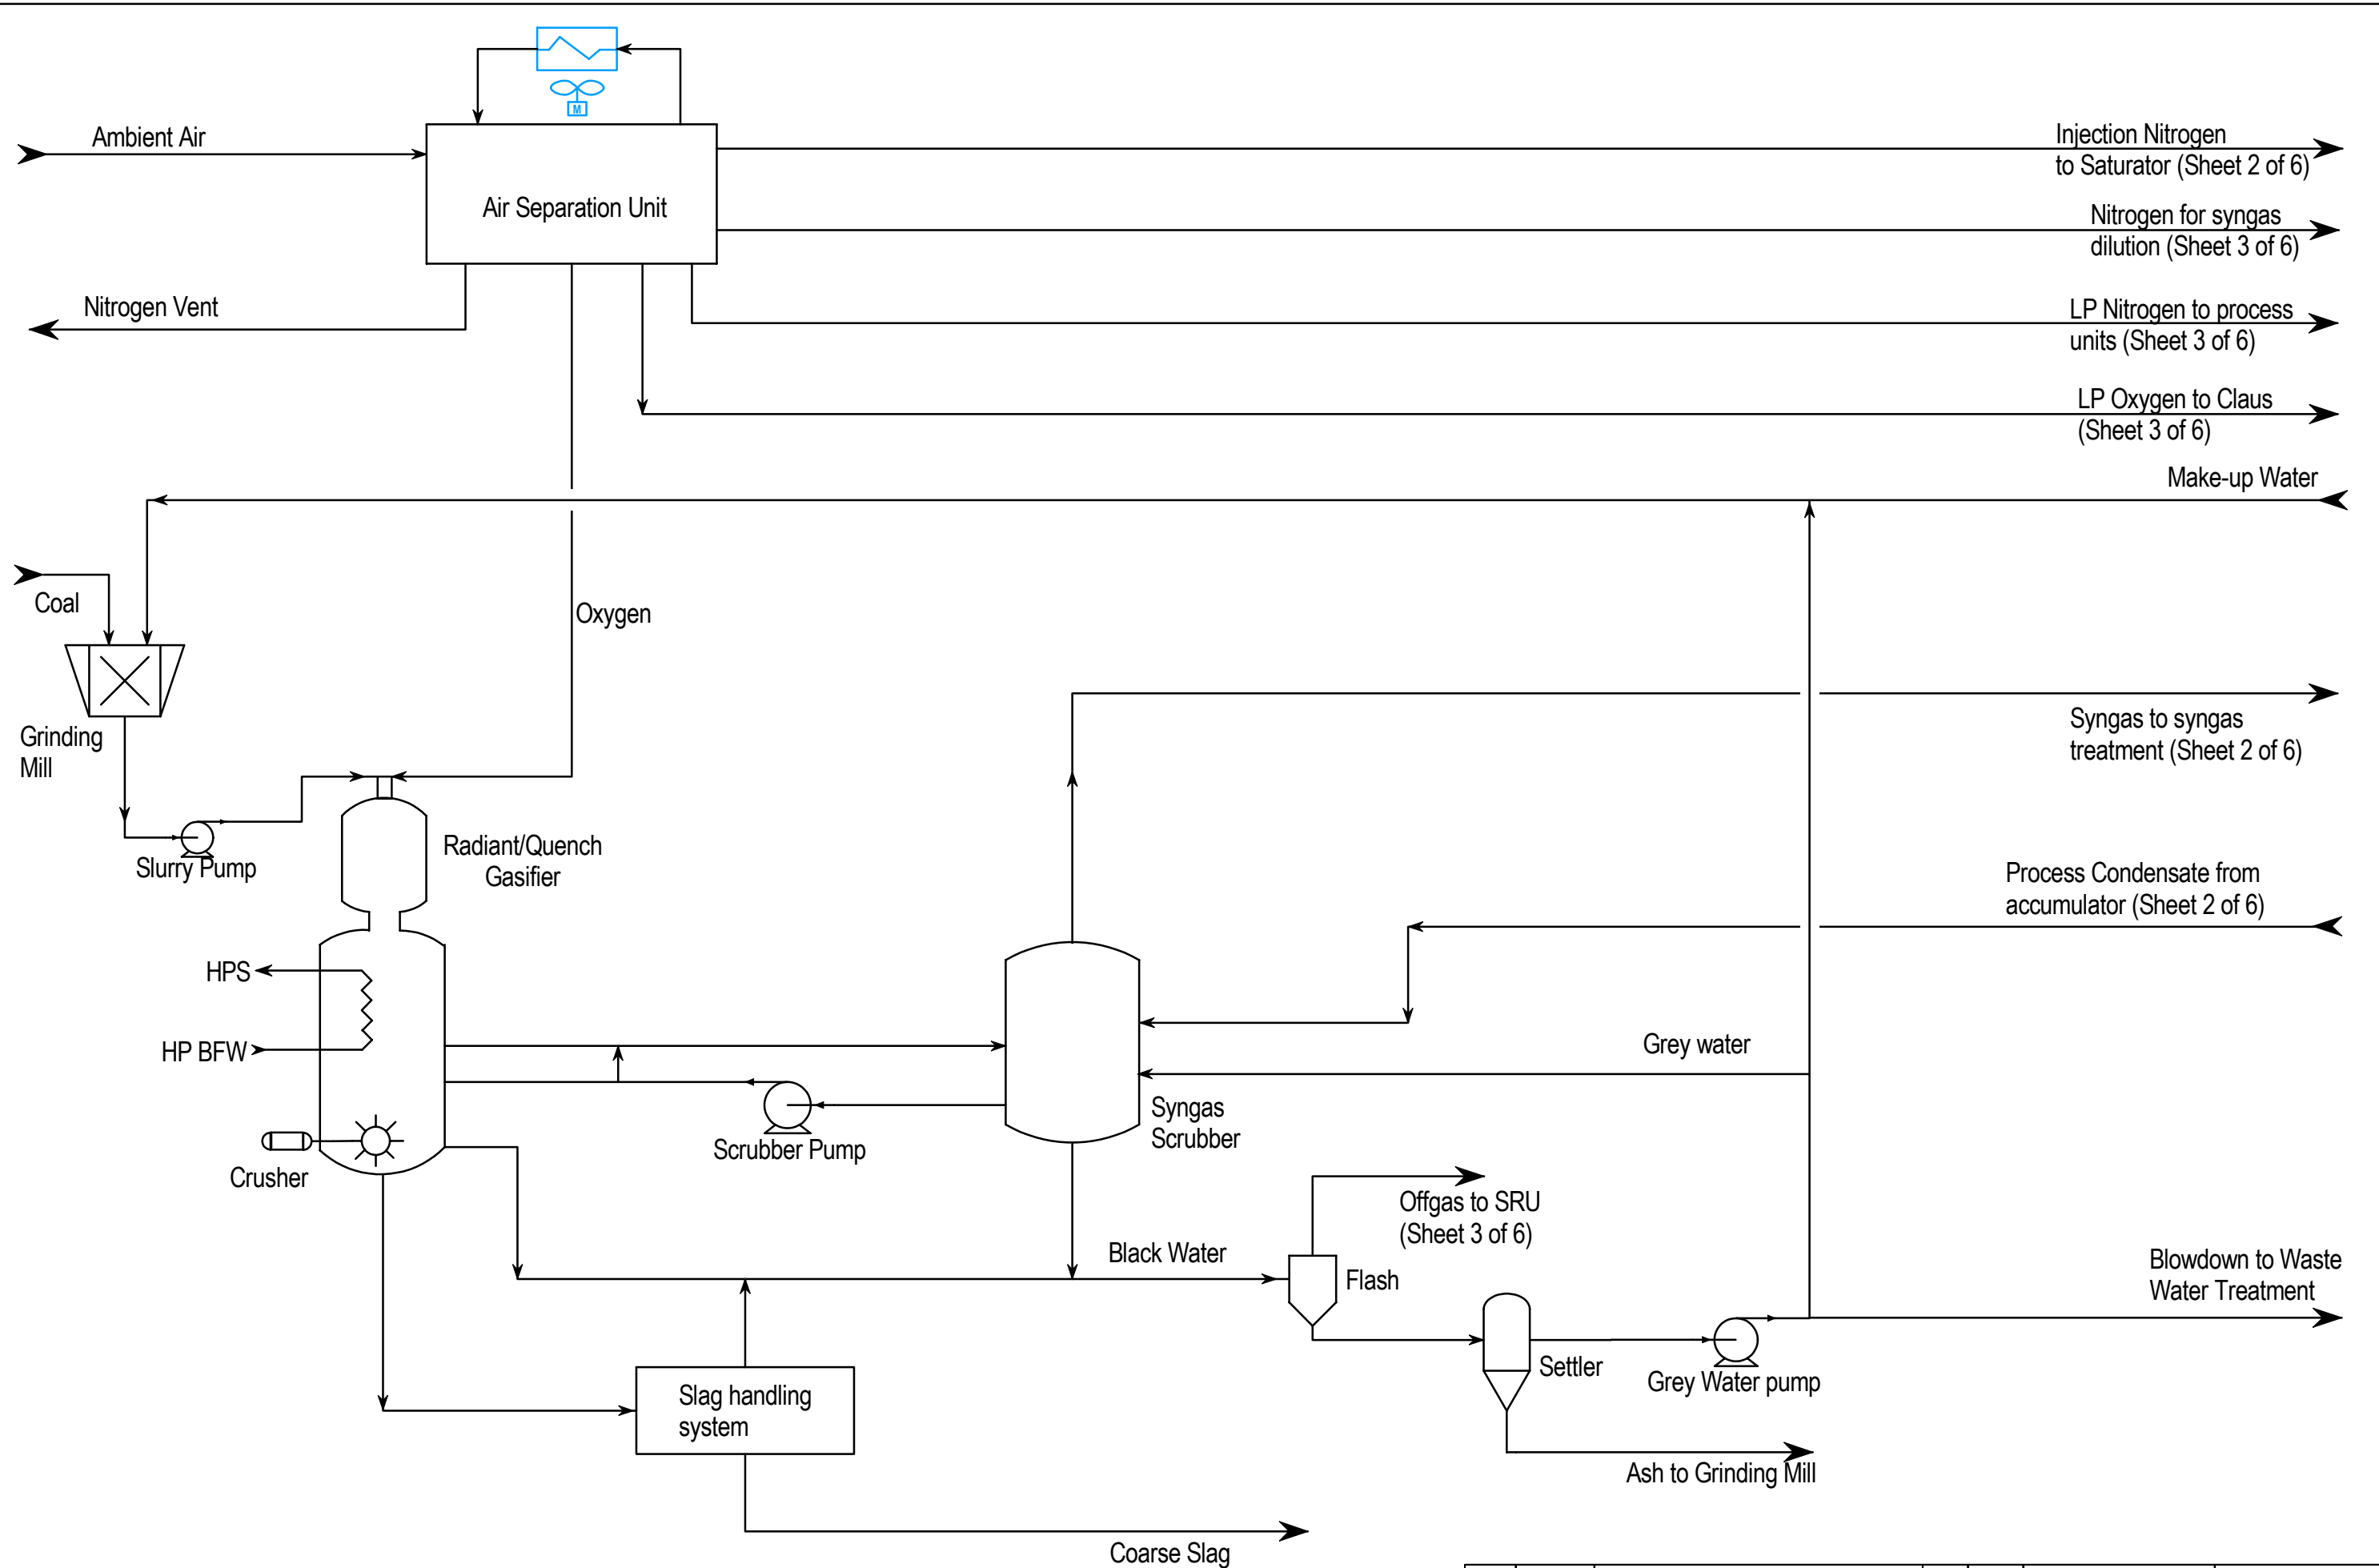 M
Ambient Air
Air Separation Unit
Injection Nitrogen
to Saturator (Sheet 2 of 6)
Nitrogen for syngas
dilution (Sheet 3 of 6)
Nitrogen Vent
LP Nitrogen to process
units (Sheet 3 of 6)
LP Oxygen to Claus
(Sheet 3 of 6)
Make-up Water
Coal
Oxygen
Grinding
Mill
Syngas to syngas
treatment (Sheet 2 of 6)
Slurry Pump
Radiant/Quench
Gasifier
Process Condensate from
accumulator (Sheet 2 of 6)
HPS
HP BFW
Grey water
Syngas
Scrubber
Scrubber Pump
Crusher
Offgas to SRU
(Sheet 3 of 6)
Black Water
Flash
Blowdown to Waste
Water Treatment
Settler
Grey Water pump
Slag handling
system
Ash to Grinding Mill
Coarse Slag